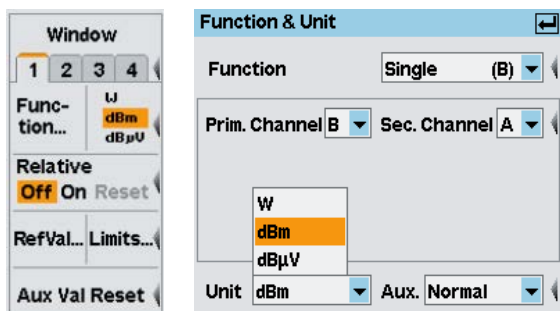 Window
1 2 3 4
Func-
tion...
W
dBm
dBµV
Relative
Off On Reset
RefVal... Limits...
Aux Val Reset
Function & Unit
Function Single (B)
Prim. Channel B Sec. Channel A
W
dBm
dBµV
Unit dBm Aux. Normal